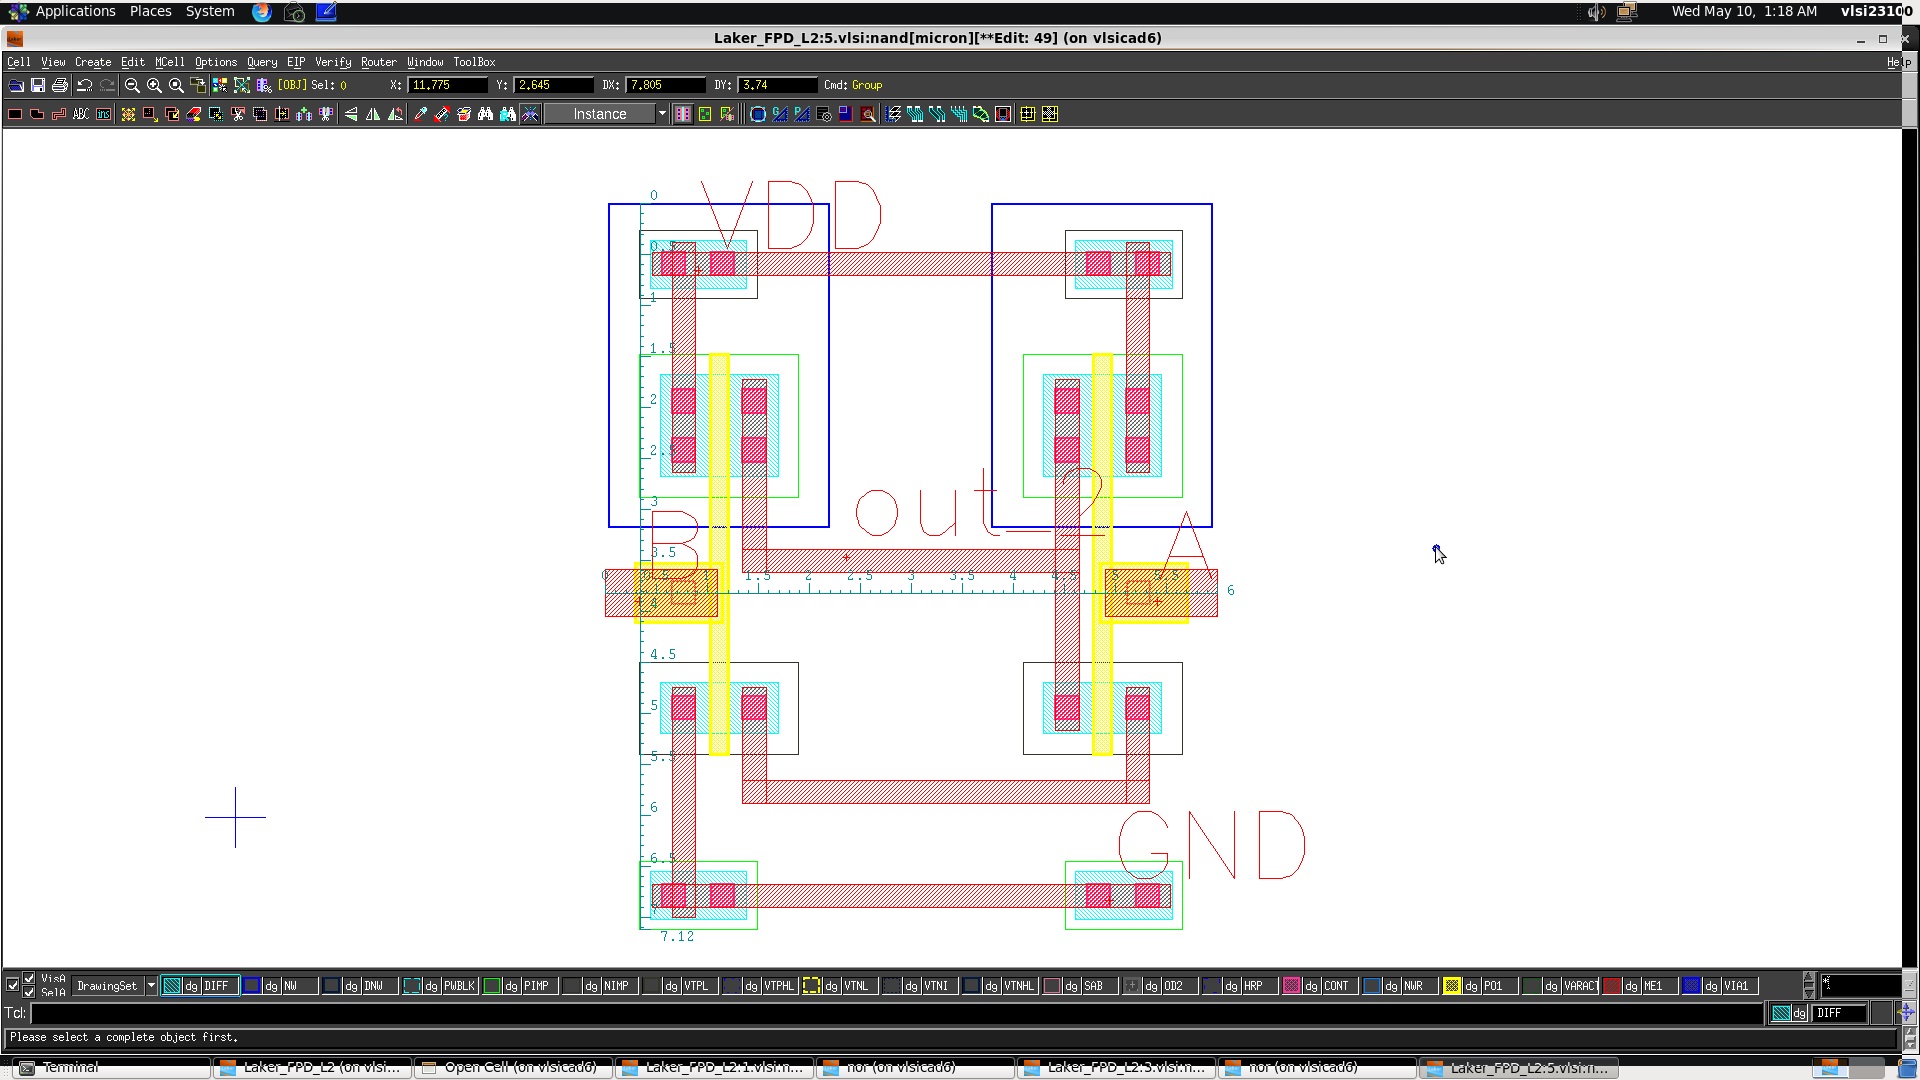 Applications Places System Wed May 10, 1:18 AM vlsi23100
Laker_FPD_L2:5.vlsi:nand[micron][**Edit: 49] (on vlsicad6)
Cell View Create Edit MCell Options Query EIP Verify Router Window ToolBox Help
[OBJ] Sel: 0 X: 11.775 Y: 2.645 DX: 7.805 DY: 3.74 Cmd: Group
ABC Instance
VDD
0
0.5
1
1.5
2
2.5
out_2
3
B A
3.5
0 0.5 1 1.5 2 2.5 3 3.5 4 4.5 5 5.5 6
4
4.5
5
5.5
6
GND
6.5
7
7.12
VisA
SelA
DrawingSet dg DIFF dg NW dg DNW dg PWBLK dg PIMP dg NIMP dg VTPL dg VTPHL dg VTNL dg VTNI dg VTNHL dg SAB dg OD2 dg HRP dg CONT dg NWR dg PO1 dg VARACT dg ME1 dg VIA1
Tcl: dg DIFF
Please select a complete object first.
Terminal Laker_FPD_L2 (on vlsi... Open Cell (on vlsicad6) Laker_FPD_L2:1.vlsi:n... nor (on vlsicad6) Laker_FPD_L2:3.vlsi:n... nor (on vlsicad6) Laker_FPD_L2:5.vlsi:n...